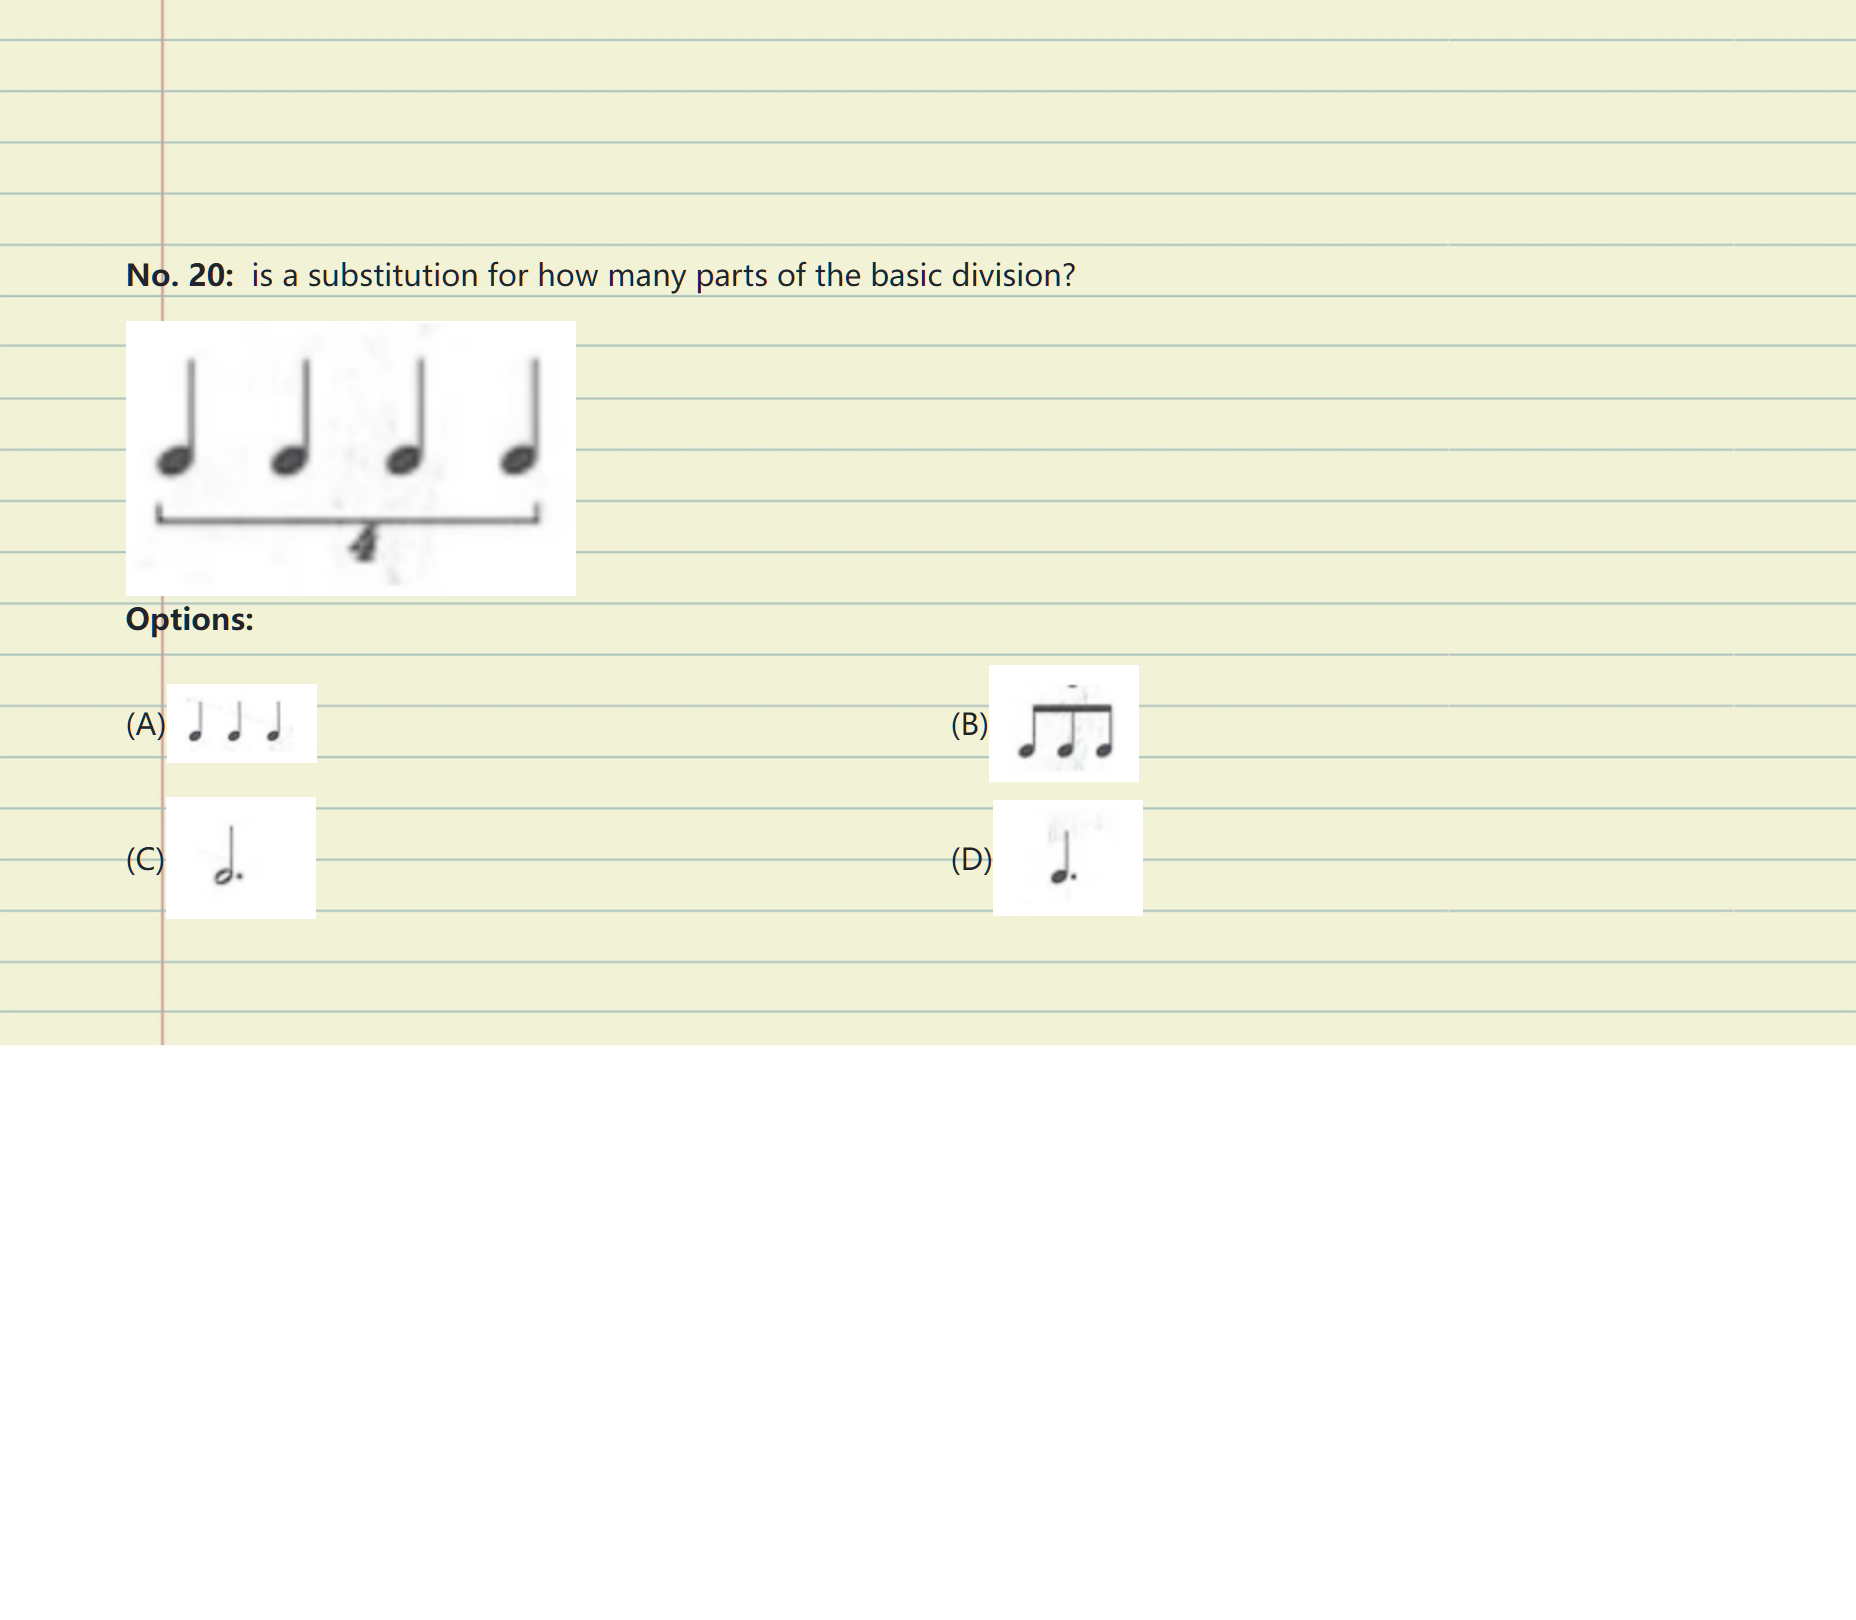 No. 20: is a substitution for how many parts of the basic division?
4
Options:
(A)
(B)
(C)
(D)